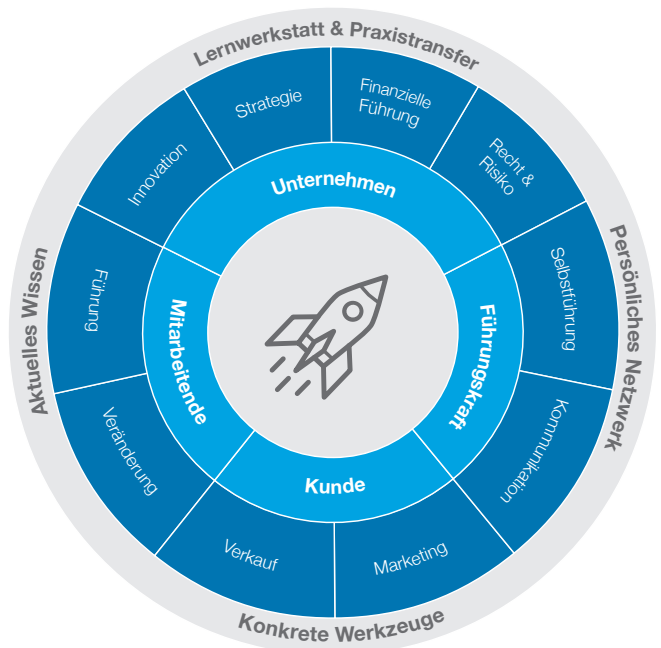 Lernwerkstatt & Praxistransfer
Strategie
Finanzielle
Führung
Innovation
Recht &
Risiko
Unternehmen
Aktuelles Wissen
Führung
Mitarbeitende
Führungskraft
Selbstführung
Persönliches Netzwerk
Veränderung
Kommunikation
Kunde
Verkauf
Marketing
Konkrete Werkzeuge